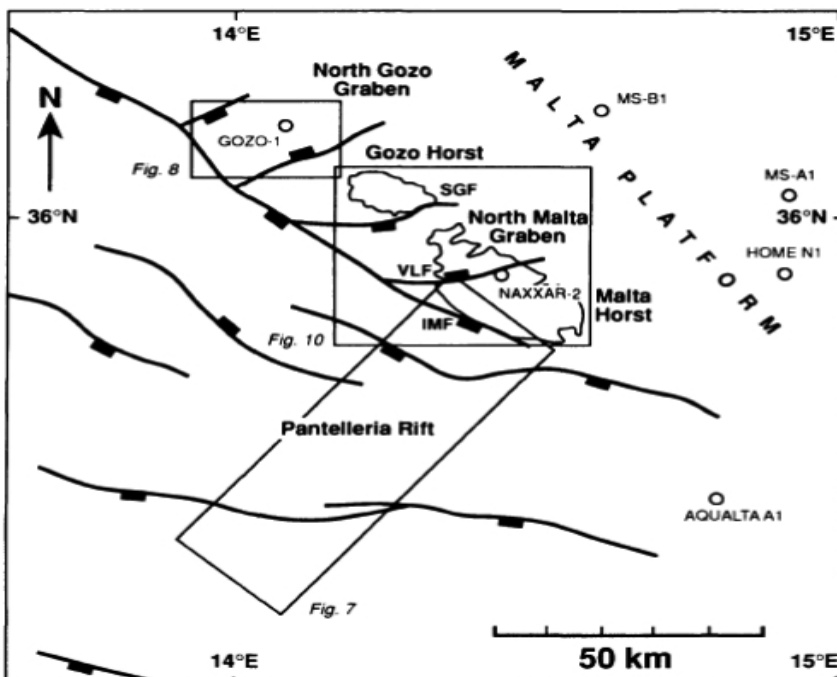 14°E
15°E
MALTA PLATFORM
North Gozo
Graben
MS-B1
N
GOZO-1
Fig. 8
Gozo Horst
MS-A1
SGF
36°N
36°N
North Malta
Graben
HOME N1
VLF
NAXXAR-2
Malta
Horst
IMF
Fig. 10
Pantelleria Rift
AQUALTA A1
Fig. 7
14°E
50 km
15°E